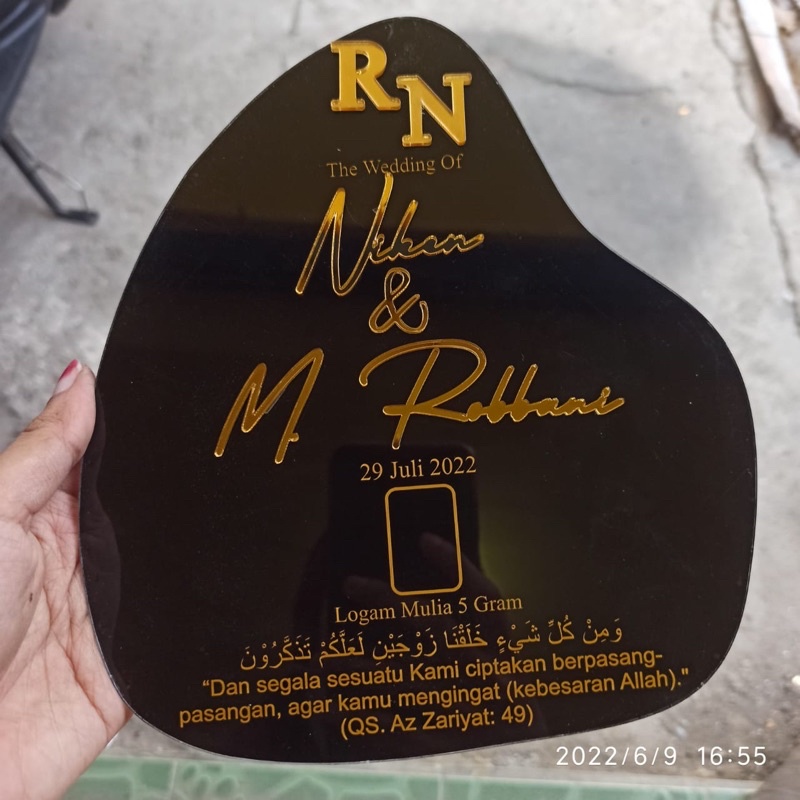 RN
The Wedding Of
Niken
&
M. Robbani
29 Juli 2022
Logam Mulia 5 Gram
وَمِنْ كُلِّ شَيْءٍ خَلَقْنَا زَوْجَيْنِ لَعَلَّكُمْ تَذَكَّرُوْنَ
“Dan segala sesuatu Kami ciptakan berpasang-
pasangan, agar kamu mengingat (kebesaran Allah)."
(QS. Az Zariyat: 49)
2022/6/9 16:55